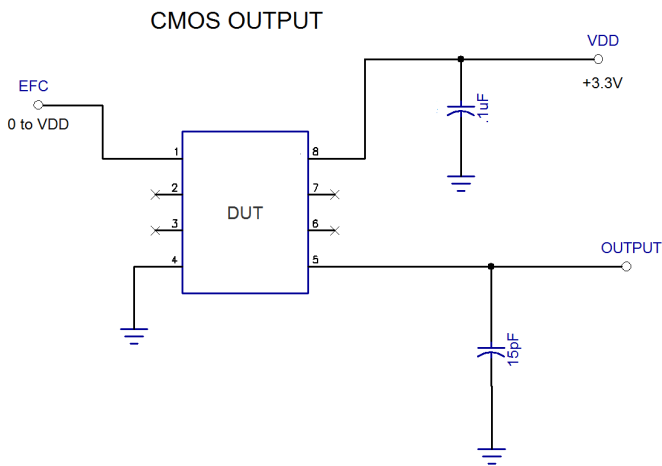 CMOS OUTPUT
VDD
EFC
+3.3V
.1uF
0 to VDD
1
8
2
7
DUT
3
6
OUTPUT
4
5
15pF